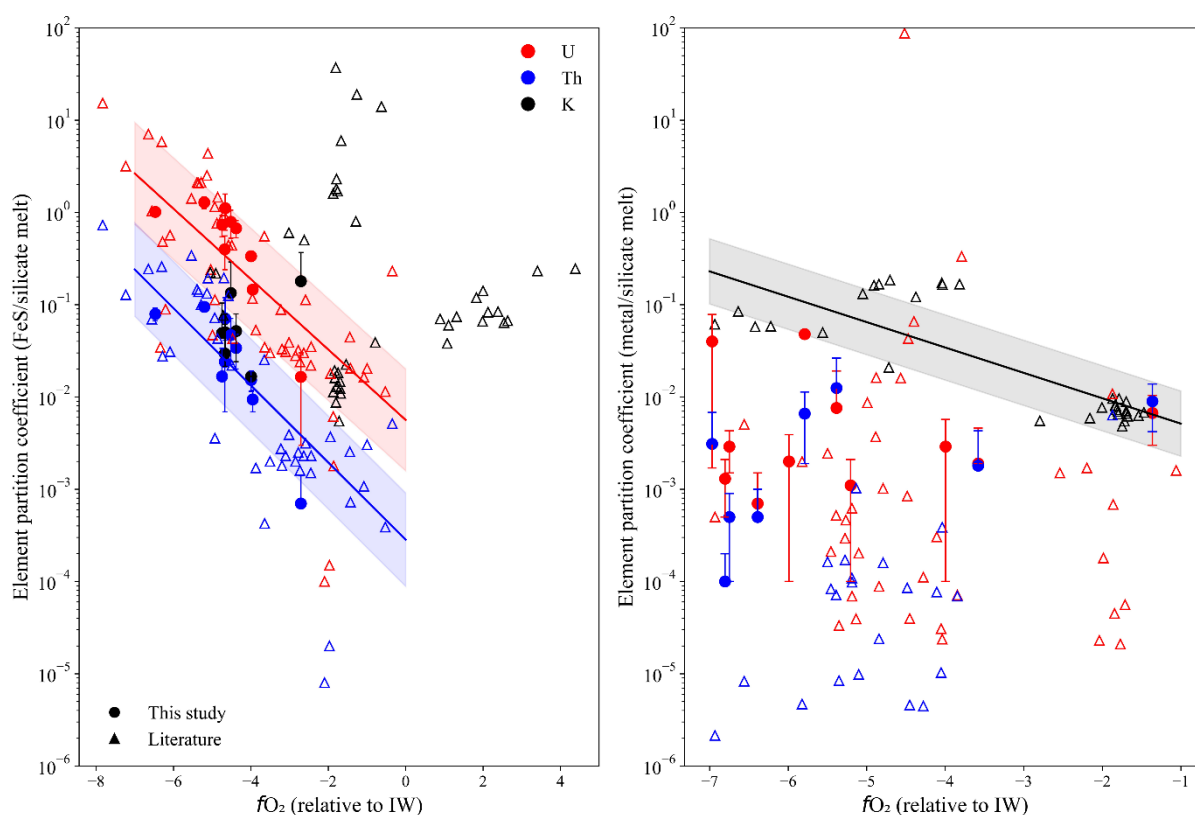 Element partition coefficient (FeS/silicate melt)
10²
10¹
10⁰
10⁻¹
10⁻²
10⁻³
10⁻⁴
10⁻⁵
10⁻⁶
U
Th
K
This study
Literature
−8 −6 −4 −2 0 2 4
fO₂ (relative to IW)
Element partition coefficient (metal/silicate melt)
10²
10¹
10⁰
10⁻¹
10⁻²
10⁻³
10⁻⁴
10⁻⁵
10⁻⁶
−7 −6 −5 −4 −3 −2 −1
fO₂ (relative to IW)